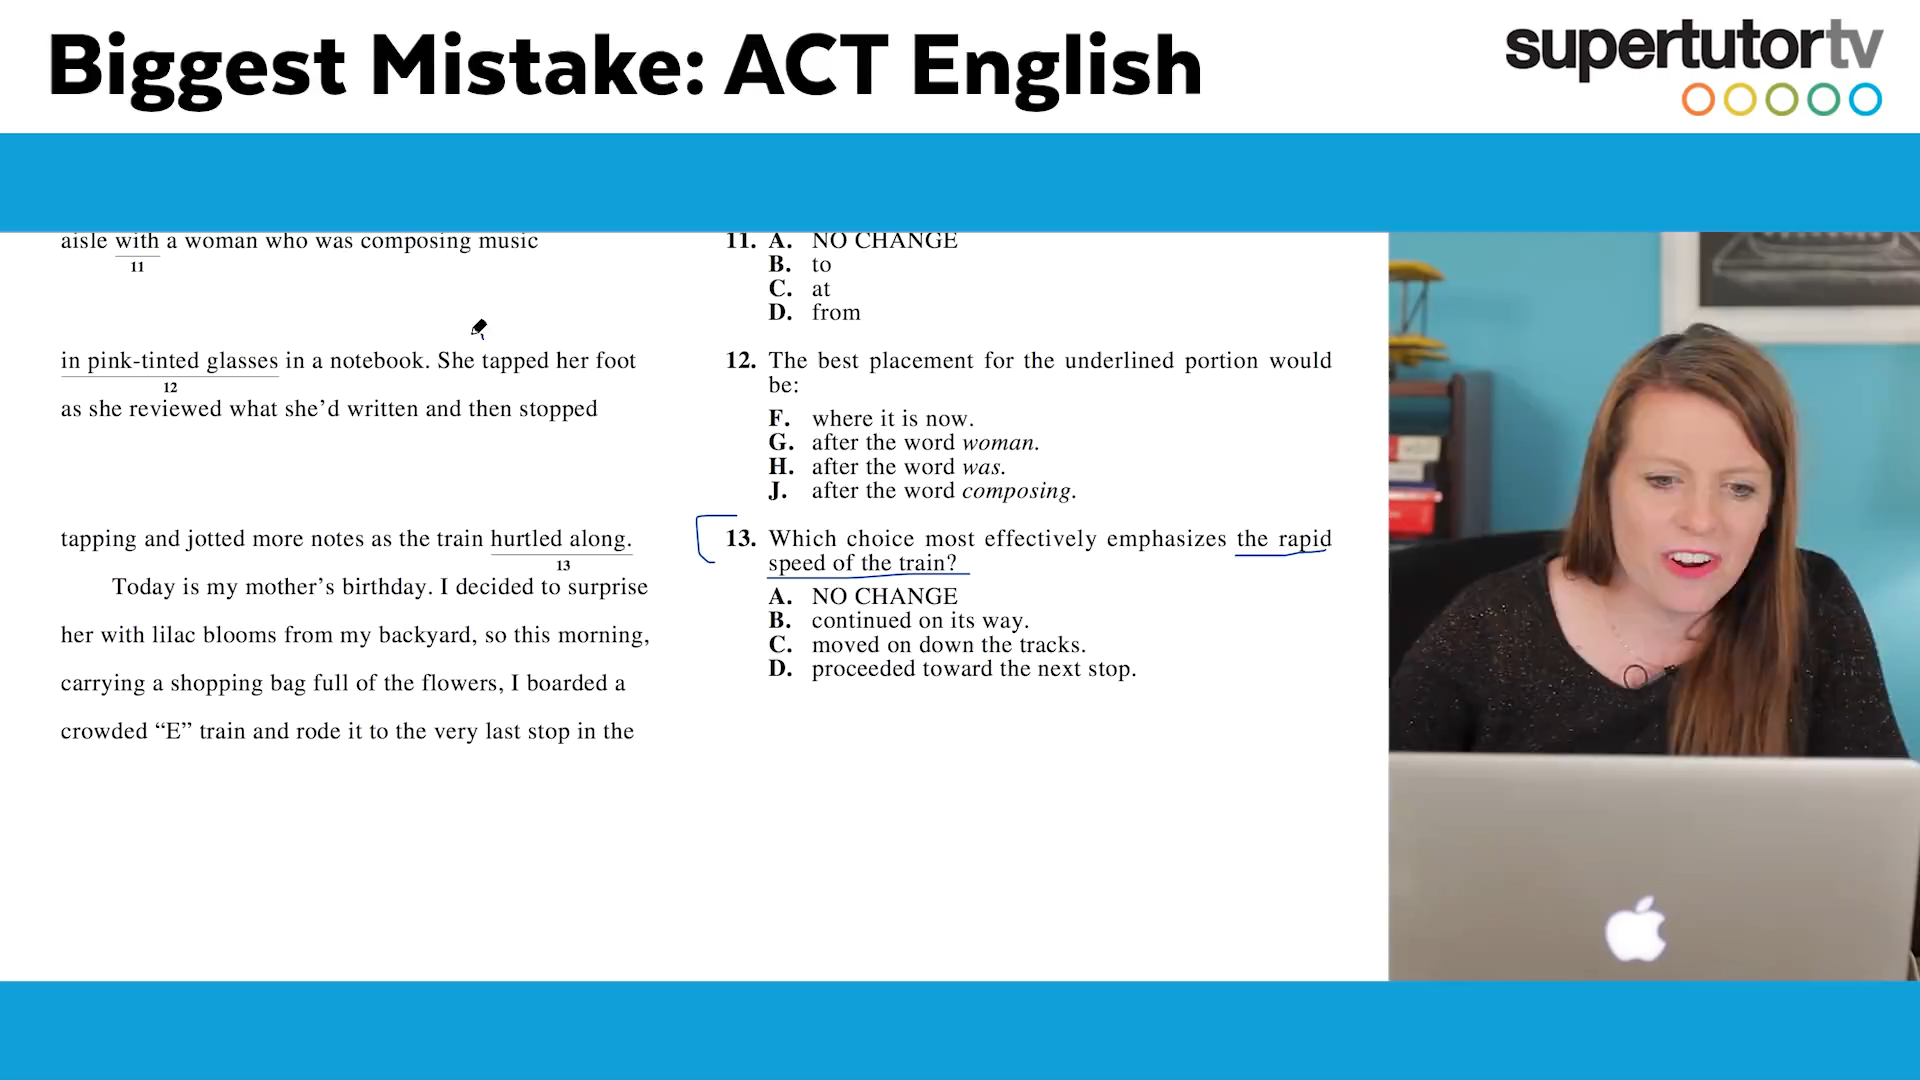 Biggest Mistake: ACT English
supertutortv
aisle with a woman who was composing music
11
in pink-tinted glasses in a notebook. She tapped her foot
12
as she reviewed what she’d written and then stopped
tapping and jotted more notes as the train hurtled along.
13
Today is my mother’s birthday. I decided to surprise
her with lilac blooms from my backyard, so this morning,
carrying a shopping bag full of the flowers, I boarded a
crowded “E” train and rode it to the very last stop in the
11. A. NO CHANGE
B. to
C. at
D. from
12. The best placement for the underlined portion would
be:
F. where it is now.
G. after the word woman.
H. after the word was.
J. after the word composing.
13. Which choice most effectively emphasizes the rapid
speed of the train?
A. NO CHANGE
B. continued on its way.
C. moved on down the tracks.
D. proceeded toward the next stop.